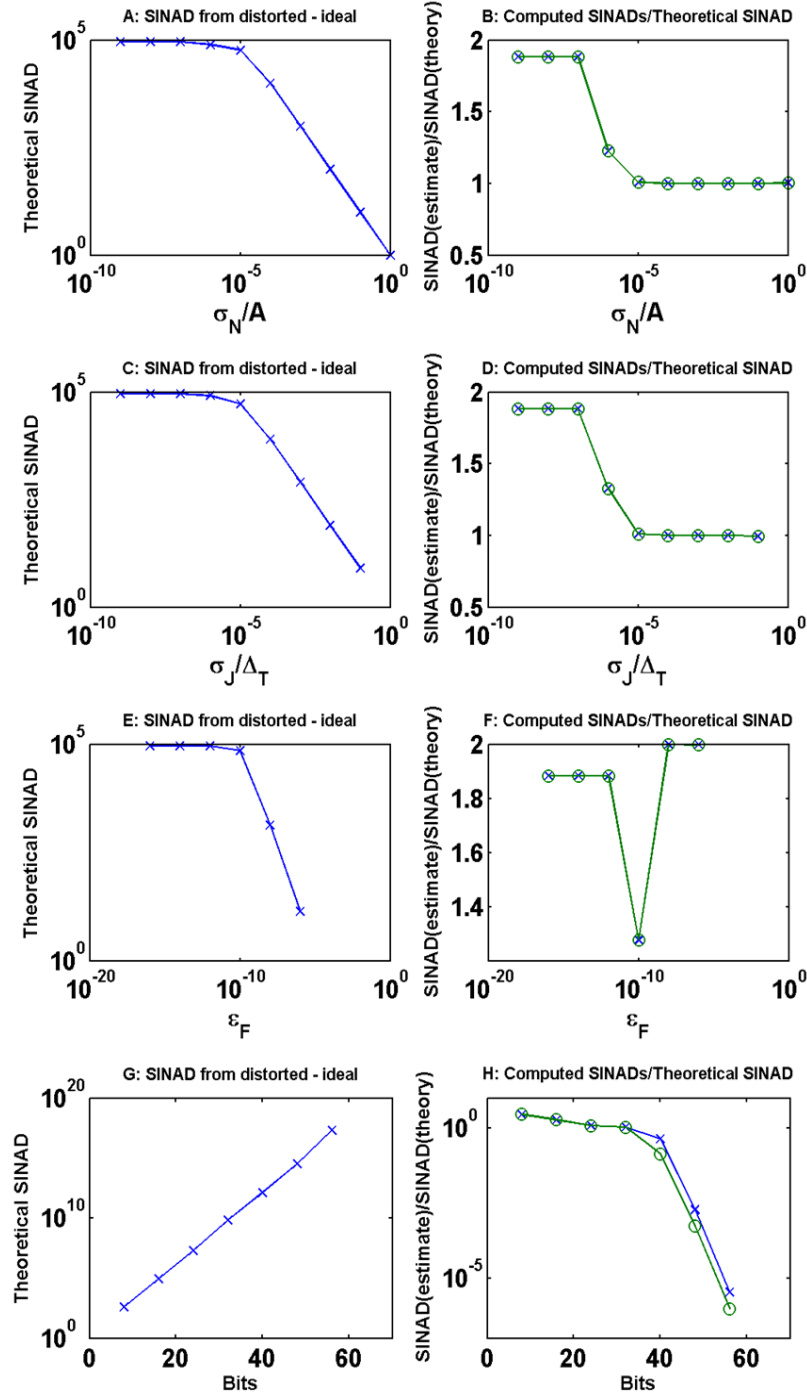 A: SINAD from distorted - ideal
Theoretical SINAD
10^5
10^0
10^-10
10^-5
10^0
σ_N/A
B: Computed SINADs/Theoretical SINAD
SINAD(estimate)/SINAD(theory)
2
1.5
1
0.5
10^-10
10^-5
10^0
σ_N/A
C: SINAD from distorted - ideal
Theoretical SINAD
10^5
10^0
10^-10
10^-5
10^0
σ_J/Δ_T
D: Computed SINADs/Theoretical SINAD
SINAD(estimate)/SINAD(theory)
2
1.5
1
0.5
10^-10
10^-5
10^0
σ_J/Δ_T
E: SINAD from distorted - ideal
Theoretical SINAD
10^5
10^0
10^-20
10^-10
10^0
ε_F
F: Computed SINADs/Theoretical SINAD
SINAD(estimate)/SINAD(theory)
2
1.8
1.6
1.4
10^-20
10^-10
10^0
ε_F
G: SINAD from distorted - ideal
Theoretical SINAD
10^20
10^10
10^0
0
20
40
60
Bits
H: Computed SINADs/Theoretical SINAD
SINAD(estimate)/SINAD(theory)
10^0
10^-5
0
20
40
60
Bits